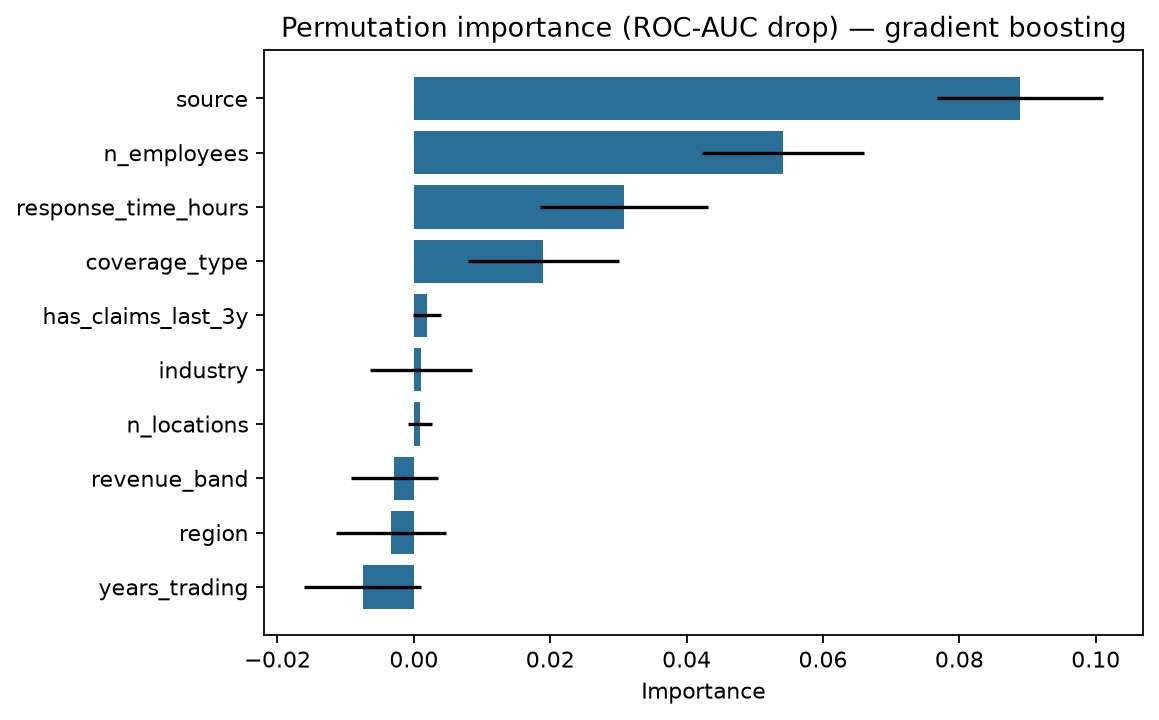 Permutation importance (ROC-AUC drop) — gradient boosting
source
n_employees
response_time_hours
coverage_type
has_claims_last_3y
industry
n_locations
revenue_band
region
years_trading
−0.02 0.00 0.02 0.04 0.06 0.08 0.10
Importance